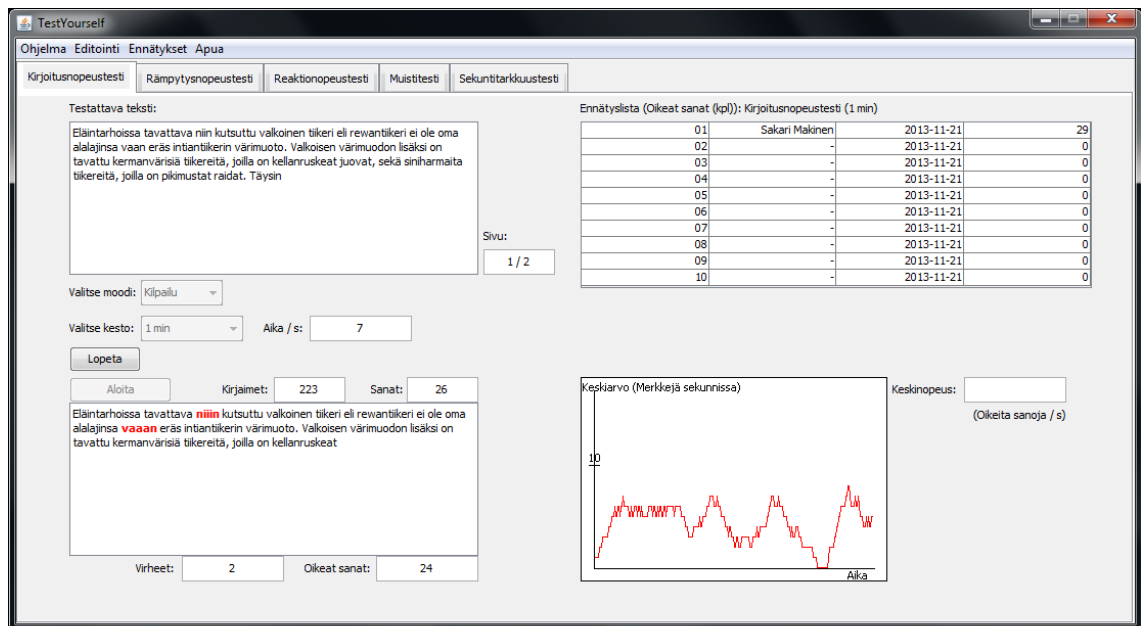 TestYourself
Ohjelma Editointi Ennätykset Apua
Kirjoitusnopeustesti Rämpytysnopeustesti Reaktionopeustesti Muistitesti Sekuntitarkkuustesti
Testattava teksti:
Eläintarhoissa tavattava niin kutsuttu valkoinen tiikeri eli rewantiikeri ei ole oma
alalajinsa vaan eräs intiantiikerin värimuoto. Valkoisen värimuodon lisäksi on
tavattu kermanvärisiä tiikereitä, joilla on kellanruskeat juovat, sekä siniharmaita
tiikereitä, joilla on pikimustat raidat. Täysin
Sivu:
1 / 2
Valitse moodi: Kilpailu
Valitse kesto: 1 min Aika / s: 7
Lopeta
Aloita Kirjaimet: 223 Sanat: 26
Eläintarhoissa tavattava niiin kutsuttu valkoinen tiikeri eli rewantiikeri ei ole oma
alalajinsa vaaan eräs intiantiikerin värimuoto. Valkoisen värimuodon lisäksi on
tavattu kermanvärisiä tiikereitä, joilla on kellanruskeat
Virheet: 2 Oikeat sanat: 24
Ennätyslista (Oikeat sanat (kpl)): Kirjoitusnopeustesti (1 min)
01 Sakari Makinen 2013-11-21 29
02 - 2013-11-21 0
03 - 2013-11-21 0
04 - 2013-11-21 0
05 - 2013-11-21 0
06 - 2013-11-21 0
07 - 2013-11-21 0
08 - 2013-11-21 0
09 - 2013-11-21 0
10 - 2013-11-21 0
Keskiarvo (Merkkejä sekunnissa)
10
Aika
Keskinopeus:
(Oikeita sanoja / s)